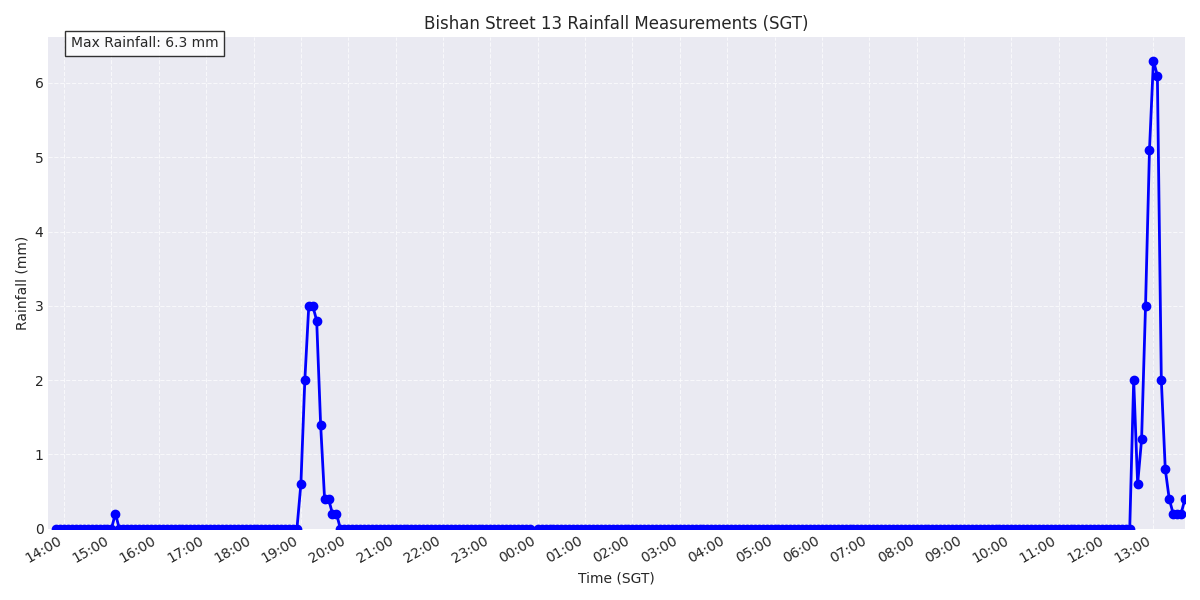 Bishan Street 13 Rainfall Measurements (SGT)
Max Rainfall: 6.3 mm
Rainfall (mm)
6
5
4
3
2
1
0
14:00 15:00 16:00 17:00 18:00 19:00 20:00 21:00 22:00 23:00 00:00 01:00 02:00 03:00 04:00 05:00 06:00 07:00 08:00 09:00 10:00 11:00 12:00 13:00
Time (SGT)